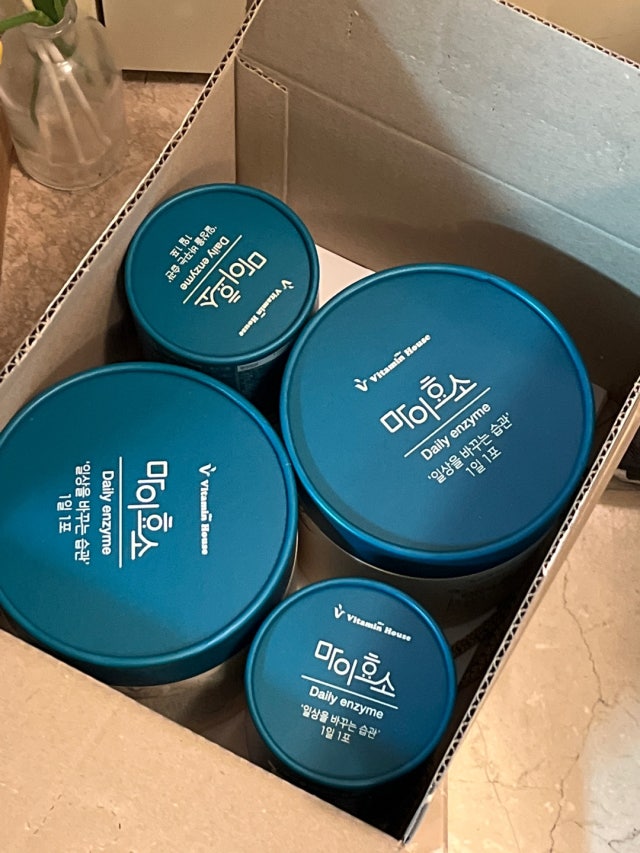 Vitamin House
마이효소
Daily enzyme
'일상을 바꾸는 습관'
1일 1포
Vitamin House
마이효소
Daily enzyme
'일상을 바꾸는 습관'
1일 1포
Vitamin House
마이효소
Daily enzyme
'일상을 바꾸는 습관'
1일 1포
Vitamin House
마이효소
Daily enzyme
'일상을 바꾸는 습관'
1일 1포